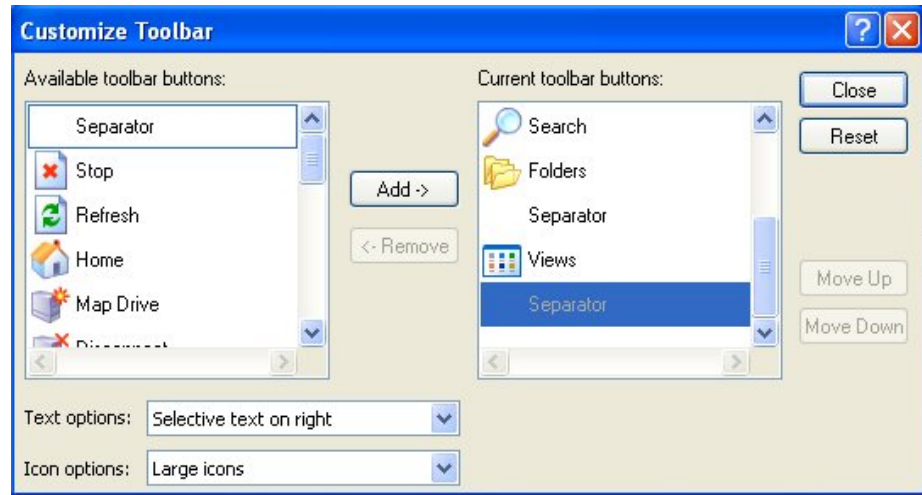 Customize Toolbar
Available toolbar buttons:
Separator
Stop
Refresh
Home
Map Drive
Disconnect
Add ->
<- Remove
Current toolbar buttons:
Search
Folders
Separator
Views
Separator
Close
Reset
Move Up
Move Down
Text options: Selective text on right
Icon options: Large icons